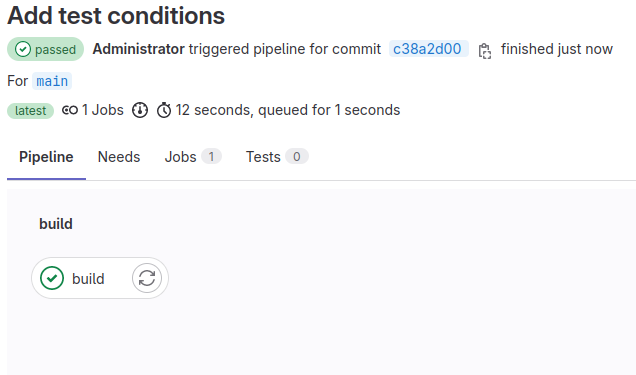 Add test conditions
passed Administrator triggered pipeline for commit c38a2d00 finished just now
For main
latest 1 Jobs 12 seconds, queued for 1 seconds
Pipeline Needs Jobs 1 Tests 0
build
build